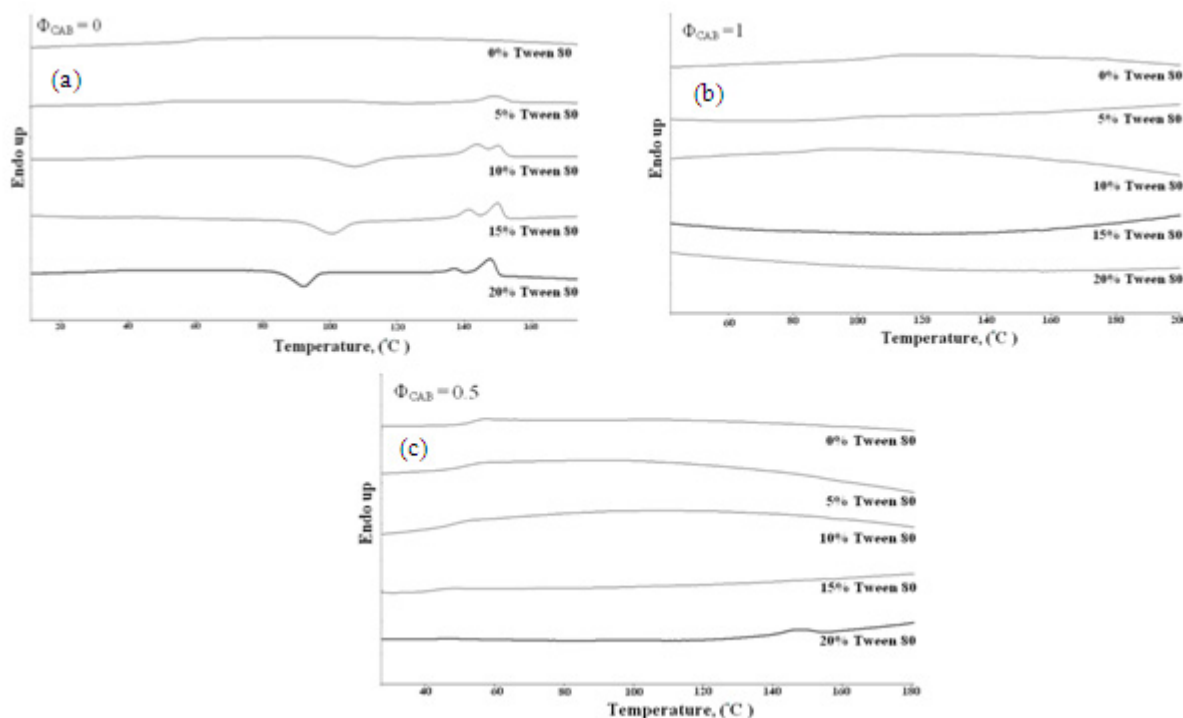 ΦCAB = 0
(a)
0% Tween 80
5% Tween 80
10% Tween 80
15% Tween 80
20% Tween 80
Endo up
20 60 80 100 120 140 160
Temperature, (°C )
ΦCAB = 1
(b)
0% Tween 80
5% Tween 80
10% Tween 80
15% Tween 80
20% Tween 80
Endo up
60 80 100 120 140 160 180 200
Temperature, (°C )
ΦCAB = 0.5
(c)
0% Tween 80
5% Tween 80
10% Tween 80
15% Tween 80
20% Tween 80
Endo up
40 60 80 100 120 140 160 180
Temperature, (°C )